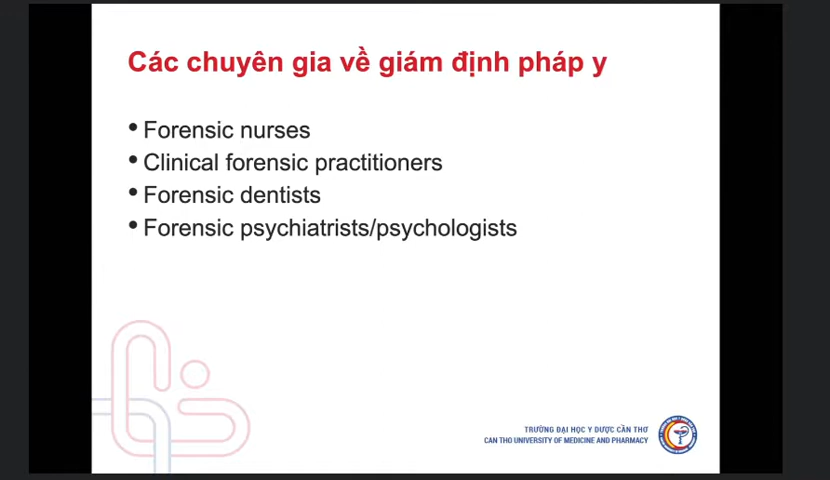 Các chuyên gia về giám định pháp y
• Forensic nurses
• Clinical forensic practitioners
• Forensic dentists
• Forensic psychiatrists/psychologists
TRƯỜNG ĐẠI HỌC Y DƯỢC CẦN THƠ
CAN THO UNIVERSITY OF MEDICINE AND PHARMACY